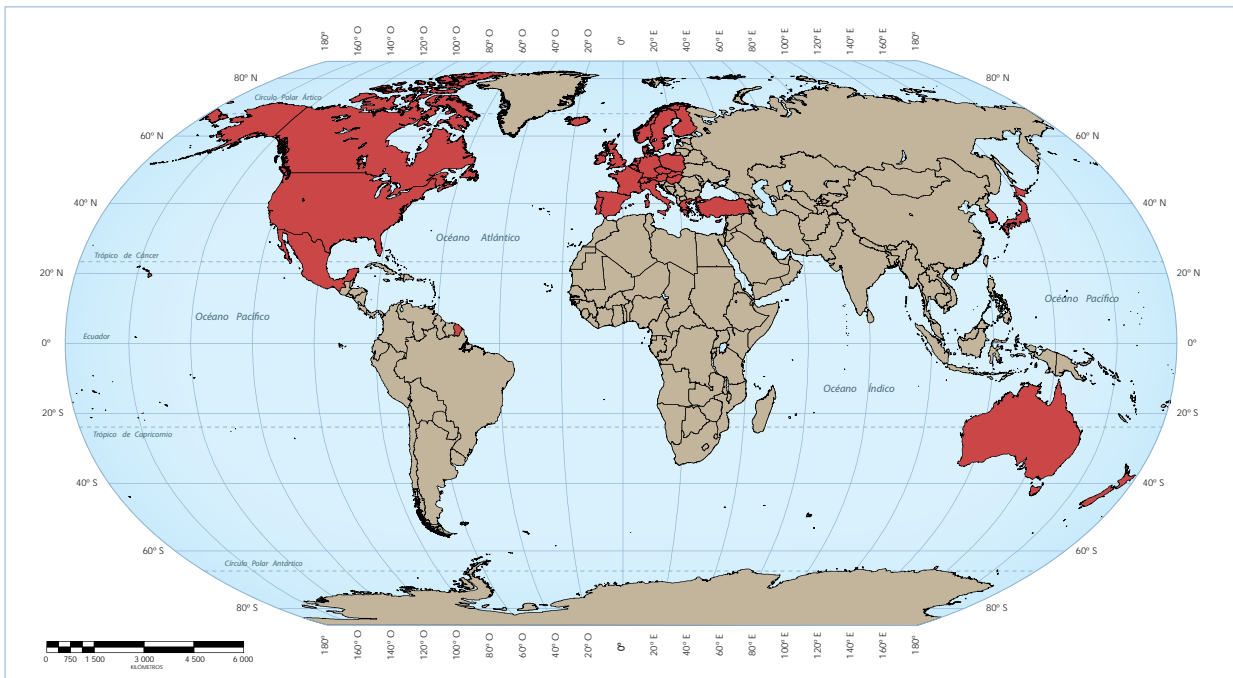 180° 160° O 140° O 120° O 100° O 80° O 60° O 40° O 20° O 0° 20° E 40° E 60° E 80° E 100° E 120° E 140° E 160° E 180°
80° N 80° N
Círculo Polar Ártico
60° N 60° N
40° N 40° N
Océano Atlántico
Trópico de Cáncer
20° N 20° N
Océano Pacífico
Océano Pacífico
Ecuador
0° 0°
Océano Índico
20° S 20° S
Trópico de Capricornio
40° S 40° S
60° S 60° S
Círculo Polar Antártico
80° S 80° S
180° 160° O 140° O 120° O 100° O 80° O 60° O 40° O 20° O 0° 20° E 40° E 60° E 80° E 100° E 120° E 140° E 160° E 180°
0 750 1 500 3 000 4 500 6 000
KILÓMETROS